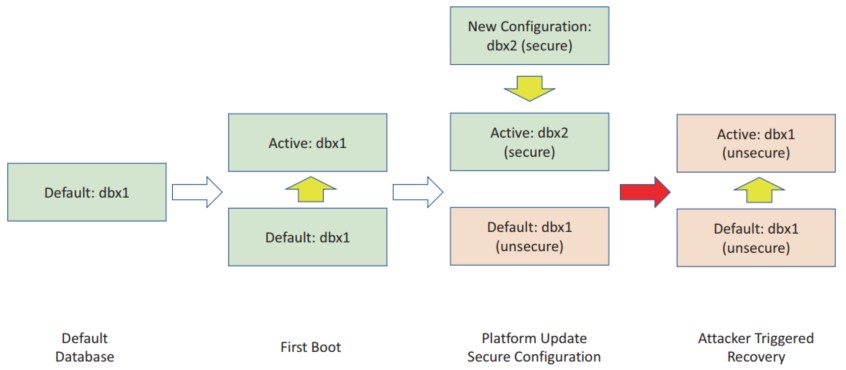 New Configuration:
dbx2 (secure)
Default: dbx1
Active: dbx1
Default: dbx1
Active: dbx2
(secure)
Default: dbx1
(unsecure)
Active: dbx1
(unsecure)
Default: dbx1
(unsecure)
Default
Database
First Boot
Platform Update
Secure Configuration
Attacker Triggered
Recovery